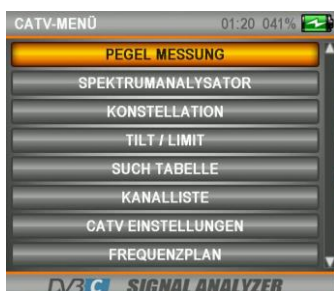 CATV-MENÜ 01:20 041%
PEGEL MESSUNG
SPEKTRUMANALYSATOR
KONSTELLATION
TILT / LIMIT
SUCH TABELLE
KANALLISTE
CATV EINSTELLUNGEN
FREQUENZPLAN
DVB C SIGNAL ANALYZER